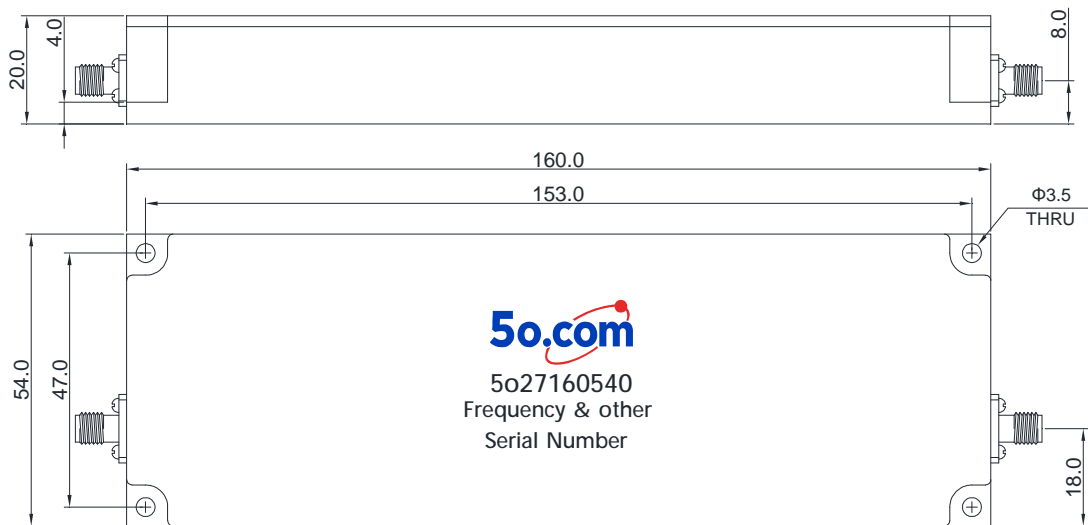 4.0
20.0
8.0
160.0
153.0
Φ3.5
THRU
54.0
47.0
18.0
5o.com
5o27160540
Frequency & other
Serial Number